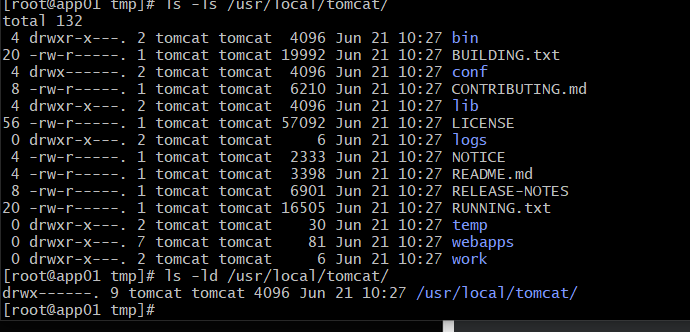 [root@app01 tmp]# ls -ls /usr/local/tomcat/
total 132
 4 drwxr-x---. 2 tomcat tomcat  4096 Jun 21 10:27 bin
20 -rw-r-----. 1 tomcat tomcat 19992 Jun 21 10:27 BUILDING.txt
 4 drwx------. 2 tomcat tomcat  4096 Jun 21 10:27 conf
 8 -rw-r-----. 1 tomcat tomcat  6210 Jun 21 10:27 CONTRIBUTING.md
 4 drwxr-x---. 2 tomcat tomcat  4096 Jun 21 10:27 lib
56 -rw-r-----. 1 tomcat tomcat 57092 Jun 21 10:27 LICENSE
 0 drwxr-x---. 2 tomcat tomcat     6 Jun 21 10:27 logs
 4 -rw-r-----. 1 tomcat tomcat  2333 Jun 21 10:27 NOTICE
 4 -rw-r-----. 1 tomcat tomcat  3398 Jun 21 10:27 README.md
 8 -rw-r-----. 1 tomcat tomcat  6901 Jun 21 10:27 RELEASE-NOTES
20 -rw-r-----. 1 tomcat tomcat 16505 Jun 21 10:27 RUNNING.txt
 0 drwxr-x---. 2 tomcat tomcat    30 Jun 21 10:27 temp
 0 drwxr-x---. 7 tomcat tomcat    81 Jun 21 10:27 webapps
 0 drwxr-x---. 2 tomcat tomcat     6 Jun 21 10:27 work
[root@app01 tmp]# ls -ld /usr/local/tomcat/
drwx------. 9 tomcat tomcat 4096 Jun 21 10:27 /usr/local/tomcat/
[root@app01 tmp]#